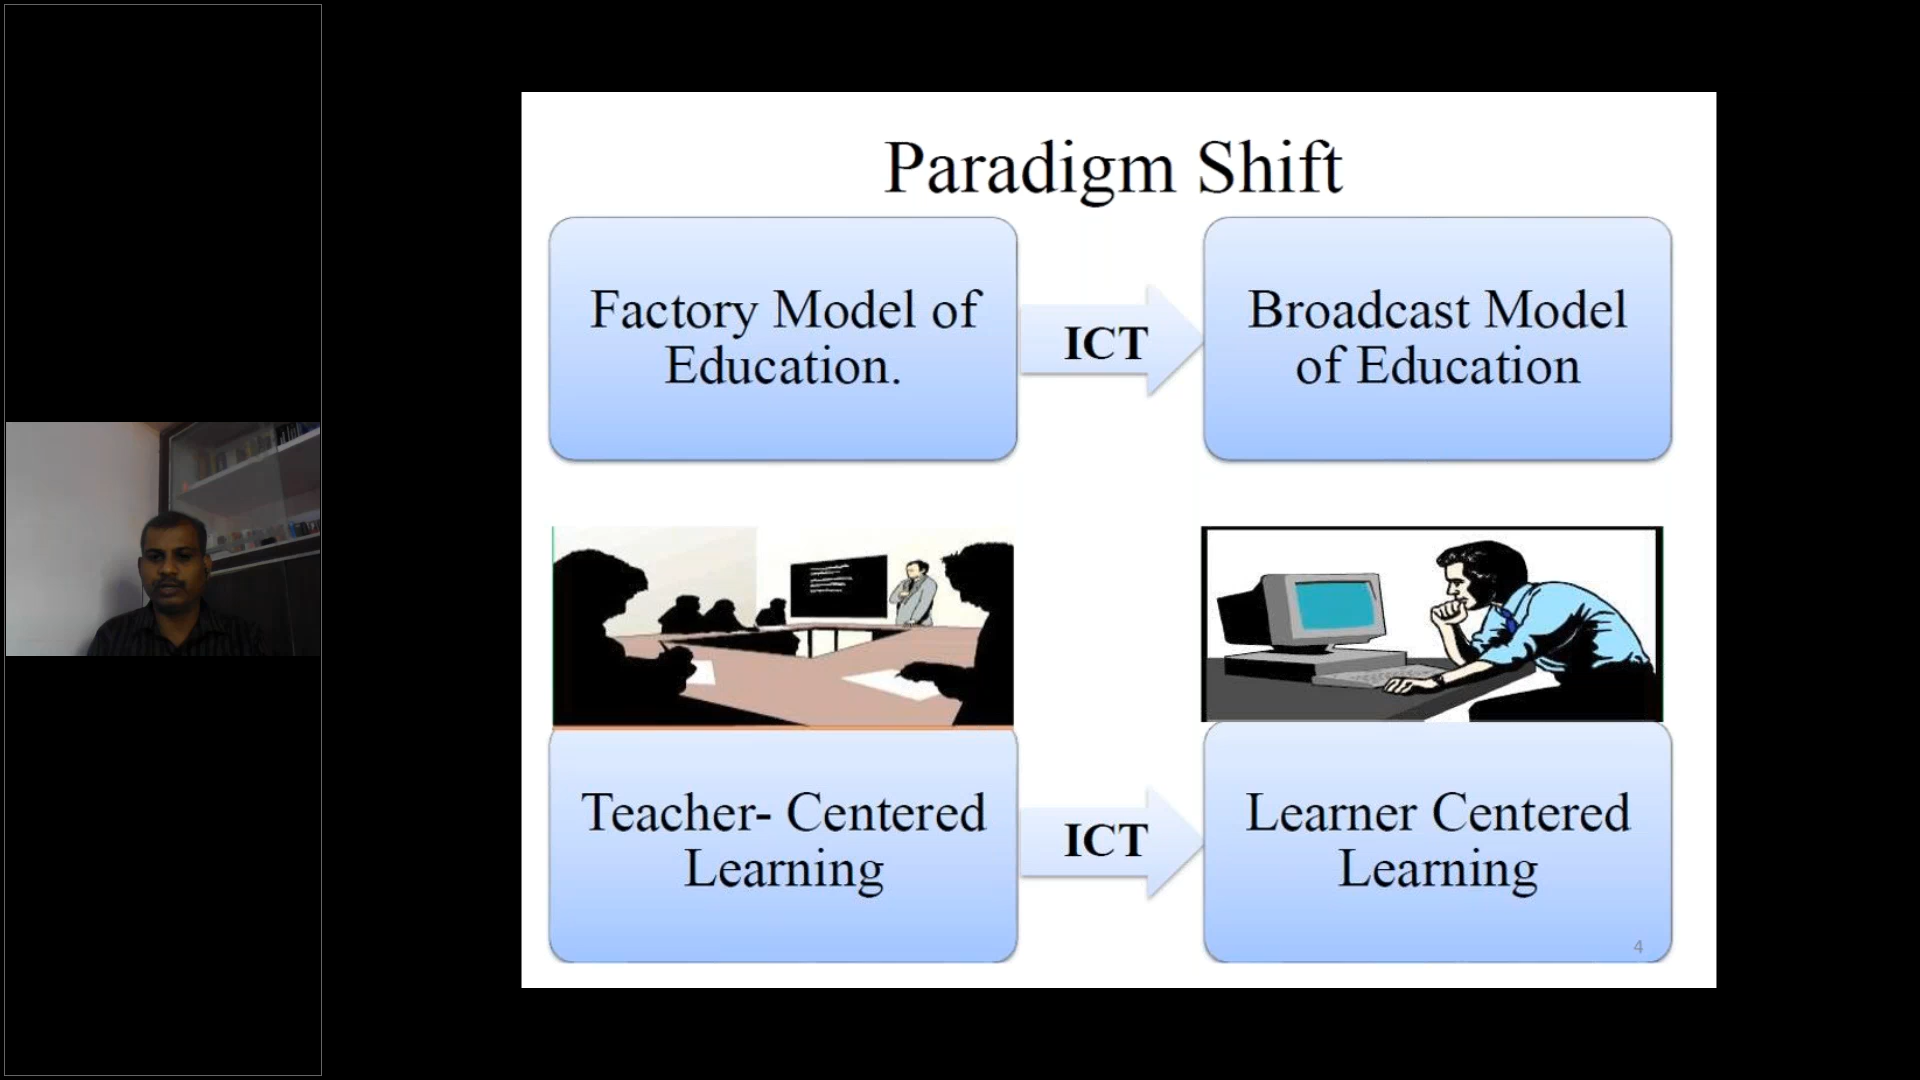 Paradigm Shift
Factory Model of
Education.
ICT
Broadcast Model
of Education
Teacher- Centered
Learning
ICT
Learner Centered
Learning
4